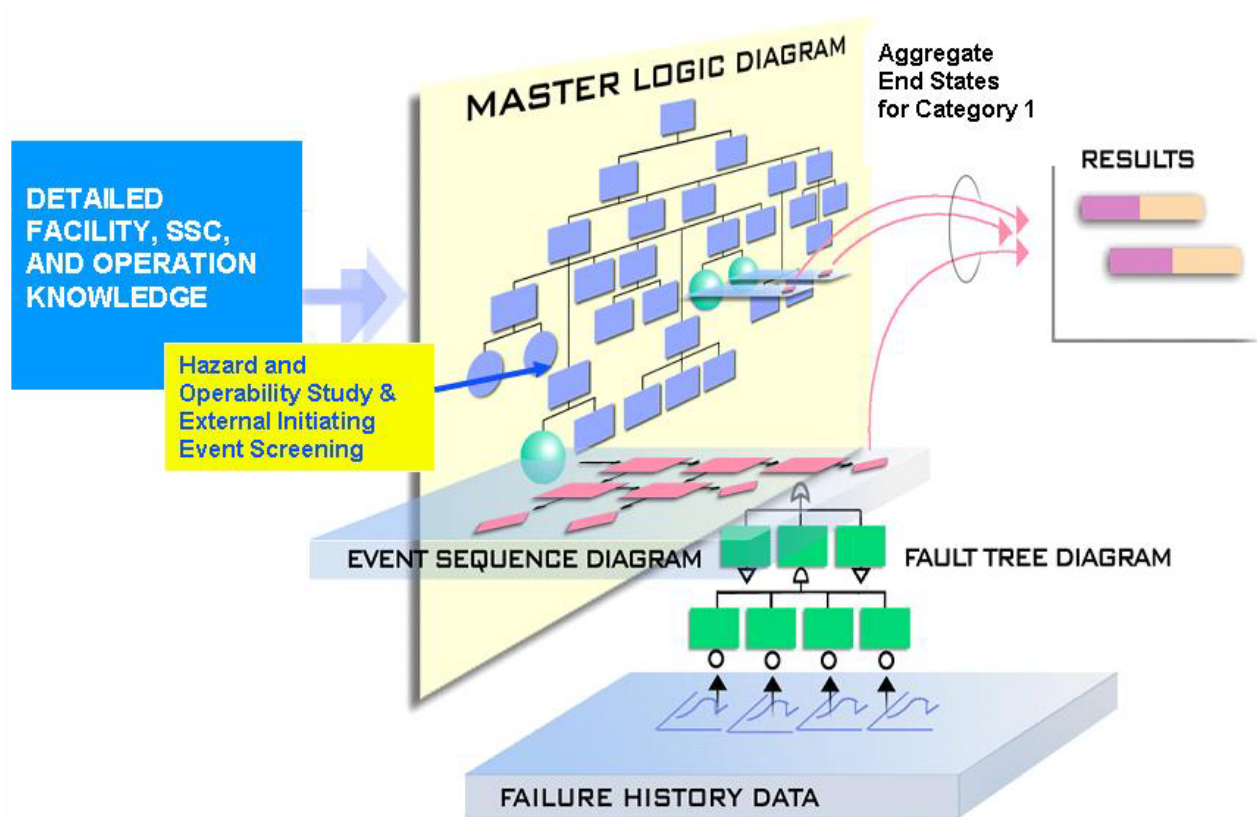 MASTER LOGIC DIAGRAM
Aggregate
End States
for Category 1
RESULTS
DETAILED
FACILITY, SSC,
AND OPERATION
KNOWLEDGE
Hazard and
Operability Study &
External Initiating
Event Screening
EVENT SEQUENCE DIAGRAM
FAULT TREE DIAGRAM
FAILURE HISTORY DATA